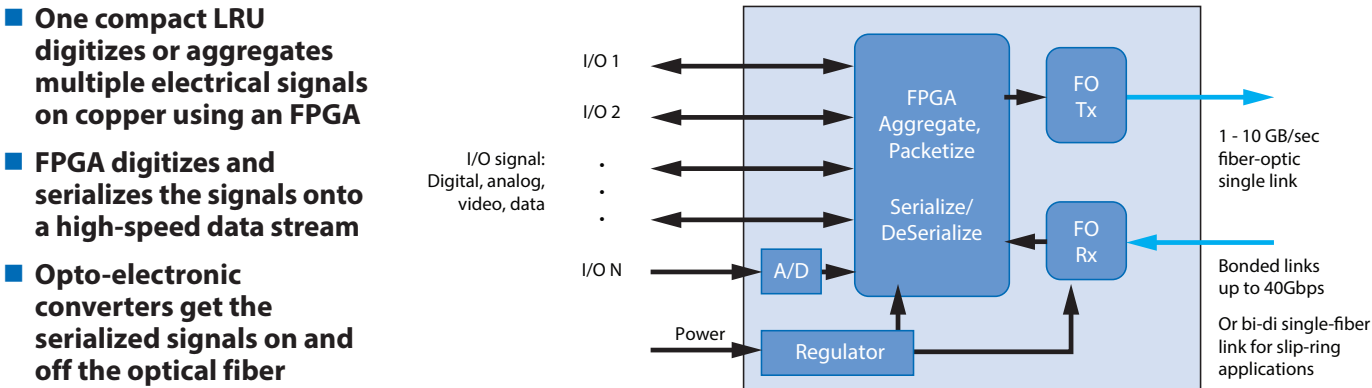 One compact LRU
digitizes or aggregates
multiple electrical signals
on copper using an FPGA
FPGA digitizes and
serializes the signals onto
a high-speed data stream
Opto-electronic
converters get the
serialized signals on and
off the optical fiber
I/O 1
I/O 2
I/O signal:
Digital, analog,
video, data
.
.
.
.
I/O N
Power
A/D
Regulator
FPGA
Aggregate,
Packetize
Serialize/
DeSerialize
FO
Tx
FO
Rx
1 - 10 GB/sec
fiber-optic
single link
Bonded links
up to 40Gbps
Or bi-di single-fiber
link for slip-ring
applications